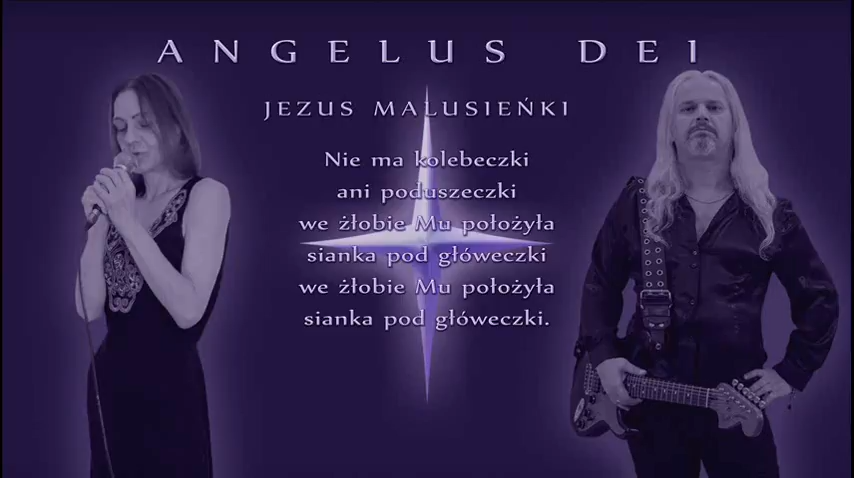 ANGELUS DEI
JEZUS MALUSIEŃKI
Nie ma kolebeczki
ani poduszeczki
we żłobie Mu położyła
sianka pod główeczki
we żłobie Mu położyła
sianka pod główeczki.